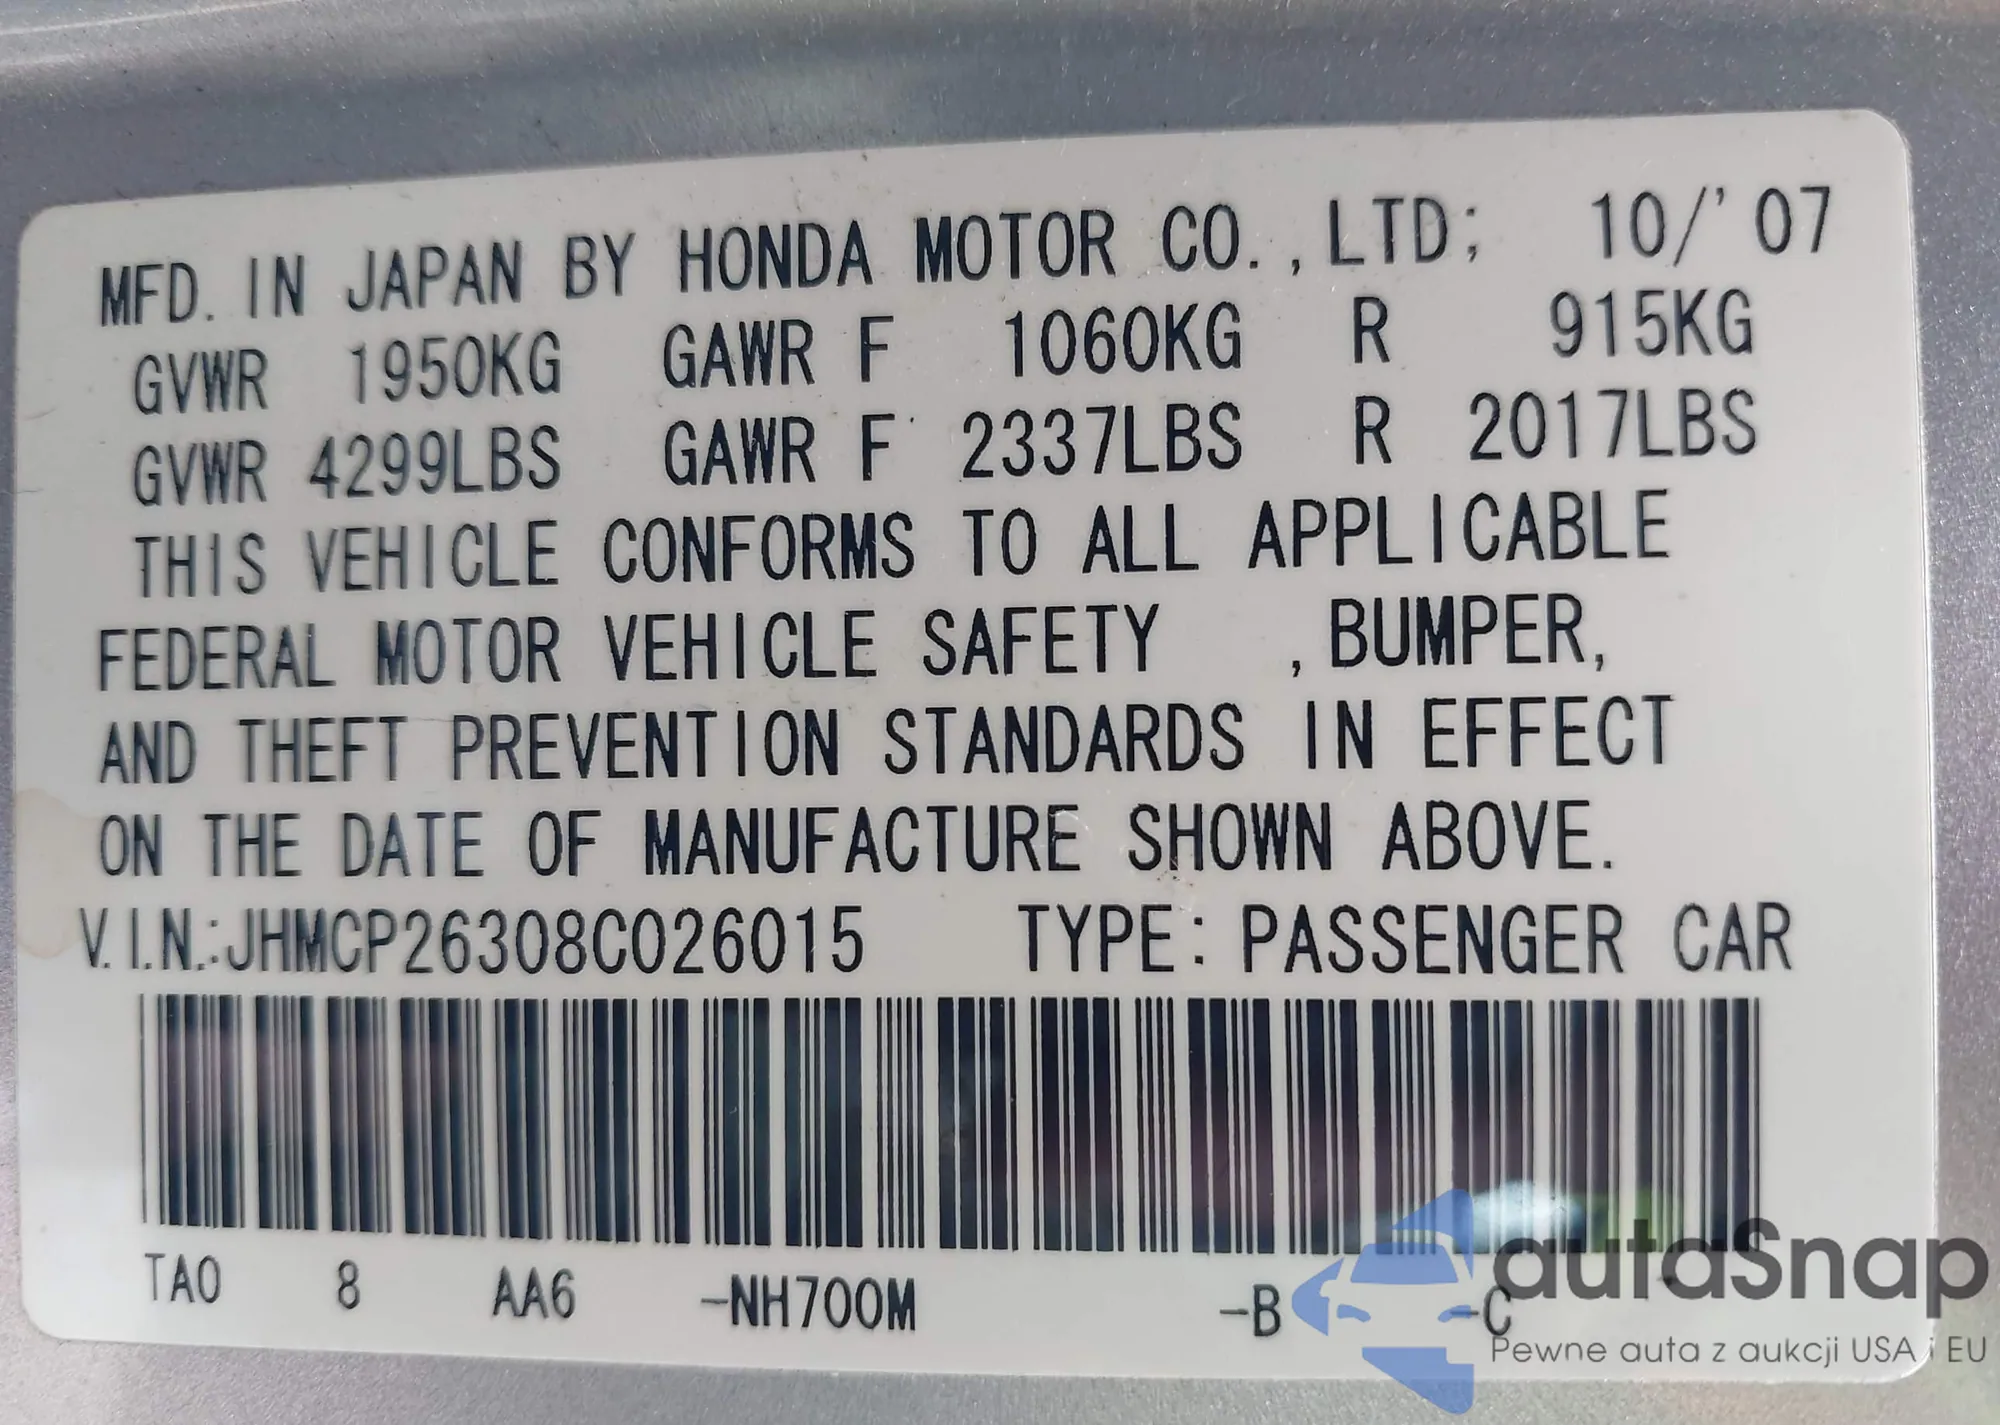 MFD. IN JAPAN BY HONDA MOTOR CO.,LTD; 10/'07
GVWR 1950KG GAWR F 1060KG R 915KG
GVWR 4299LBS GAWR F 2337LBS R 2017LBS
THIS VEHICLE CONFORMS TO ALL APPLICABLE
FEDERAL MOTOR VEHICLE SAFETY ,BUMPER,
AND THEFT PREVENTION STANDARDS IN EFFECT
ON THE DATE OF MANUFACTURE SHOWN ABOVE.
V.I.N.:JHMCP26308C026015 TYPE: PASSENGER CAR
TA0 8 AA6 -NH700M -B -C
autaSnap
Pewne auta z aukcji USA i EU